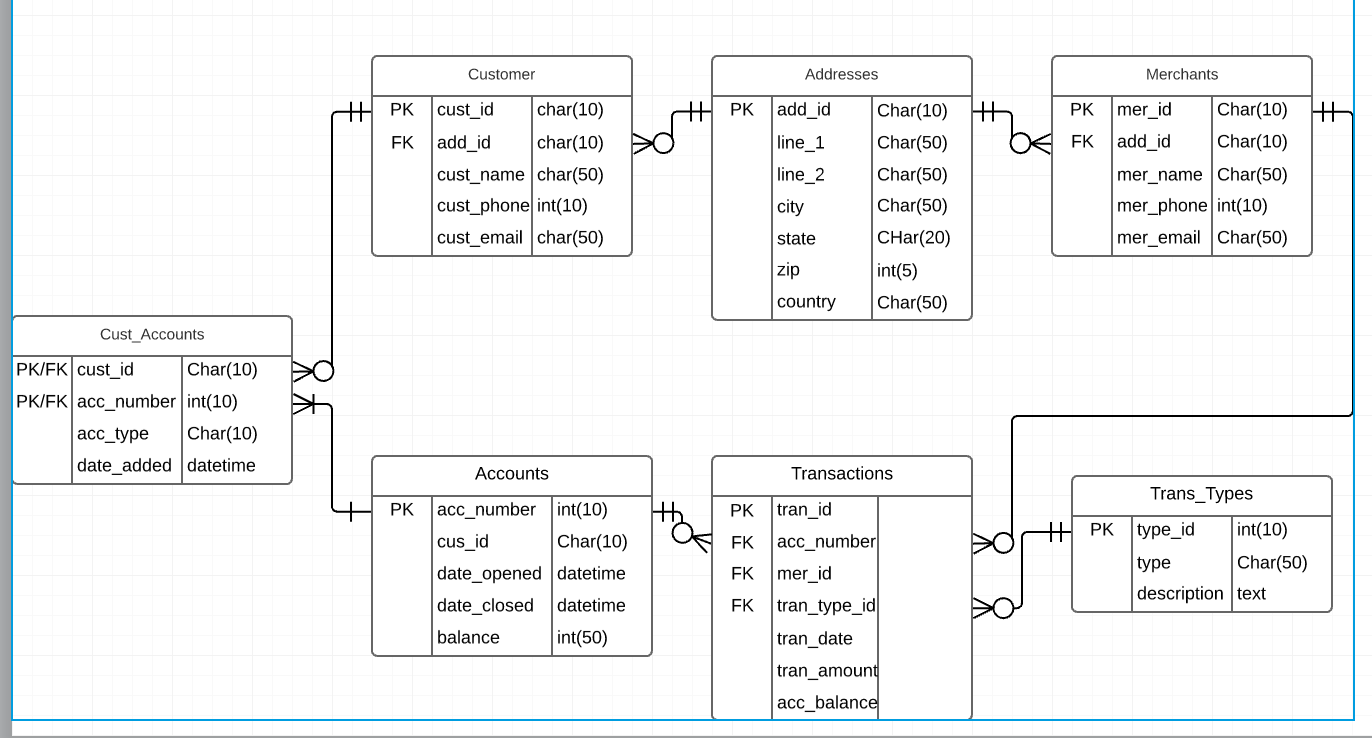 Customer
PK cust_id char(10)
FK add_id char(10)
cust_name char(50)
cust_phone int(10)
cust_email char(50)
Addresses
PK add_id Char(10)
line_1 Char(50)
line_2 Char(50)
city Char(50)
state CHar(20)
zip int(5)
country Char(50)
Merchants
PK mer_id Char(10)
FK add_id Char(10)
mer_name Char(50)
mer_phone int(10)
mer_email Char(50)
Cust_Accounts
PK/FK cust_id Char(10)
PK/FK acc_number int(10)
acc_type Char(10)
date_added datetime
Accounts
PK acc_number int(10)
cus_id Char(10)
date_opened datetime
date_closed datetime
balance int(50)
Transactions
PK tran_id
FK acc_number
FK mer_id
FK tran_type_id
tran_date
tran_amount
acc_balance
Trans_Types
PK type_id int(10)
type Char(50)
description text